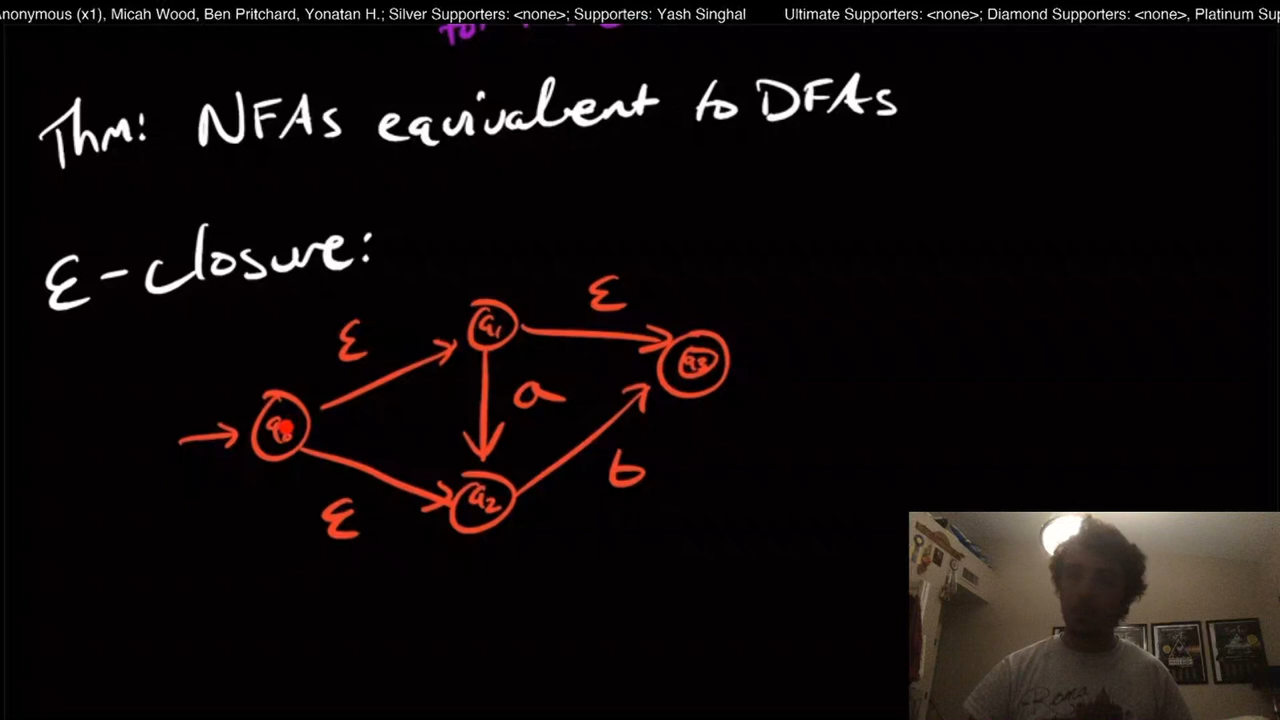 Anonymous (x1), Micah Wood, Ben Pritchard, Yonatan H.; Silver Supporters: <none>; Supporters: Yash Singhal Ultimate Supporters: <none>; Diamond Supporters: <none>, Platinum Sup
Thm: NFAs equivalent to DFAs
ε-closure:
ε
ε
q1
q3
a
q0
b
q2
ε